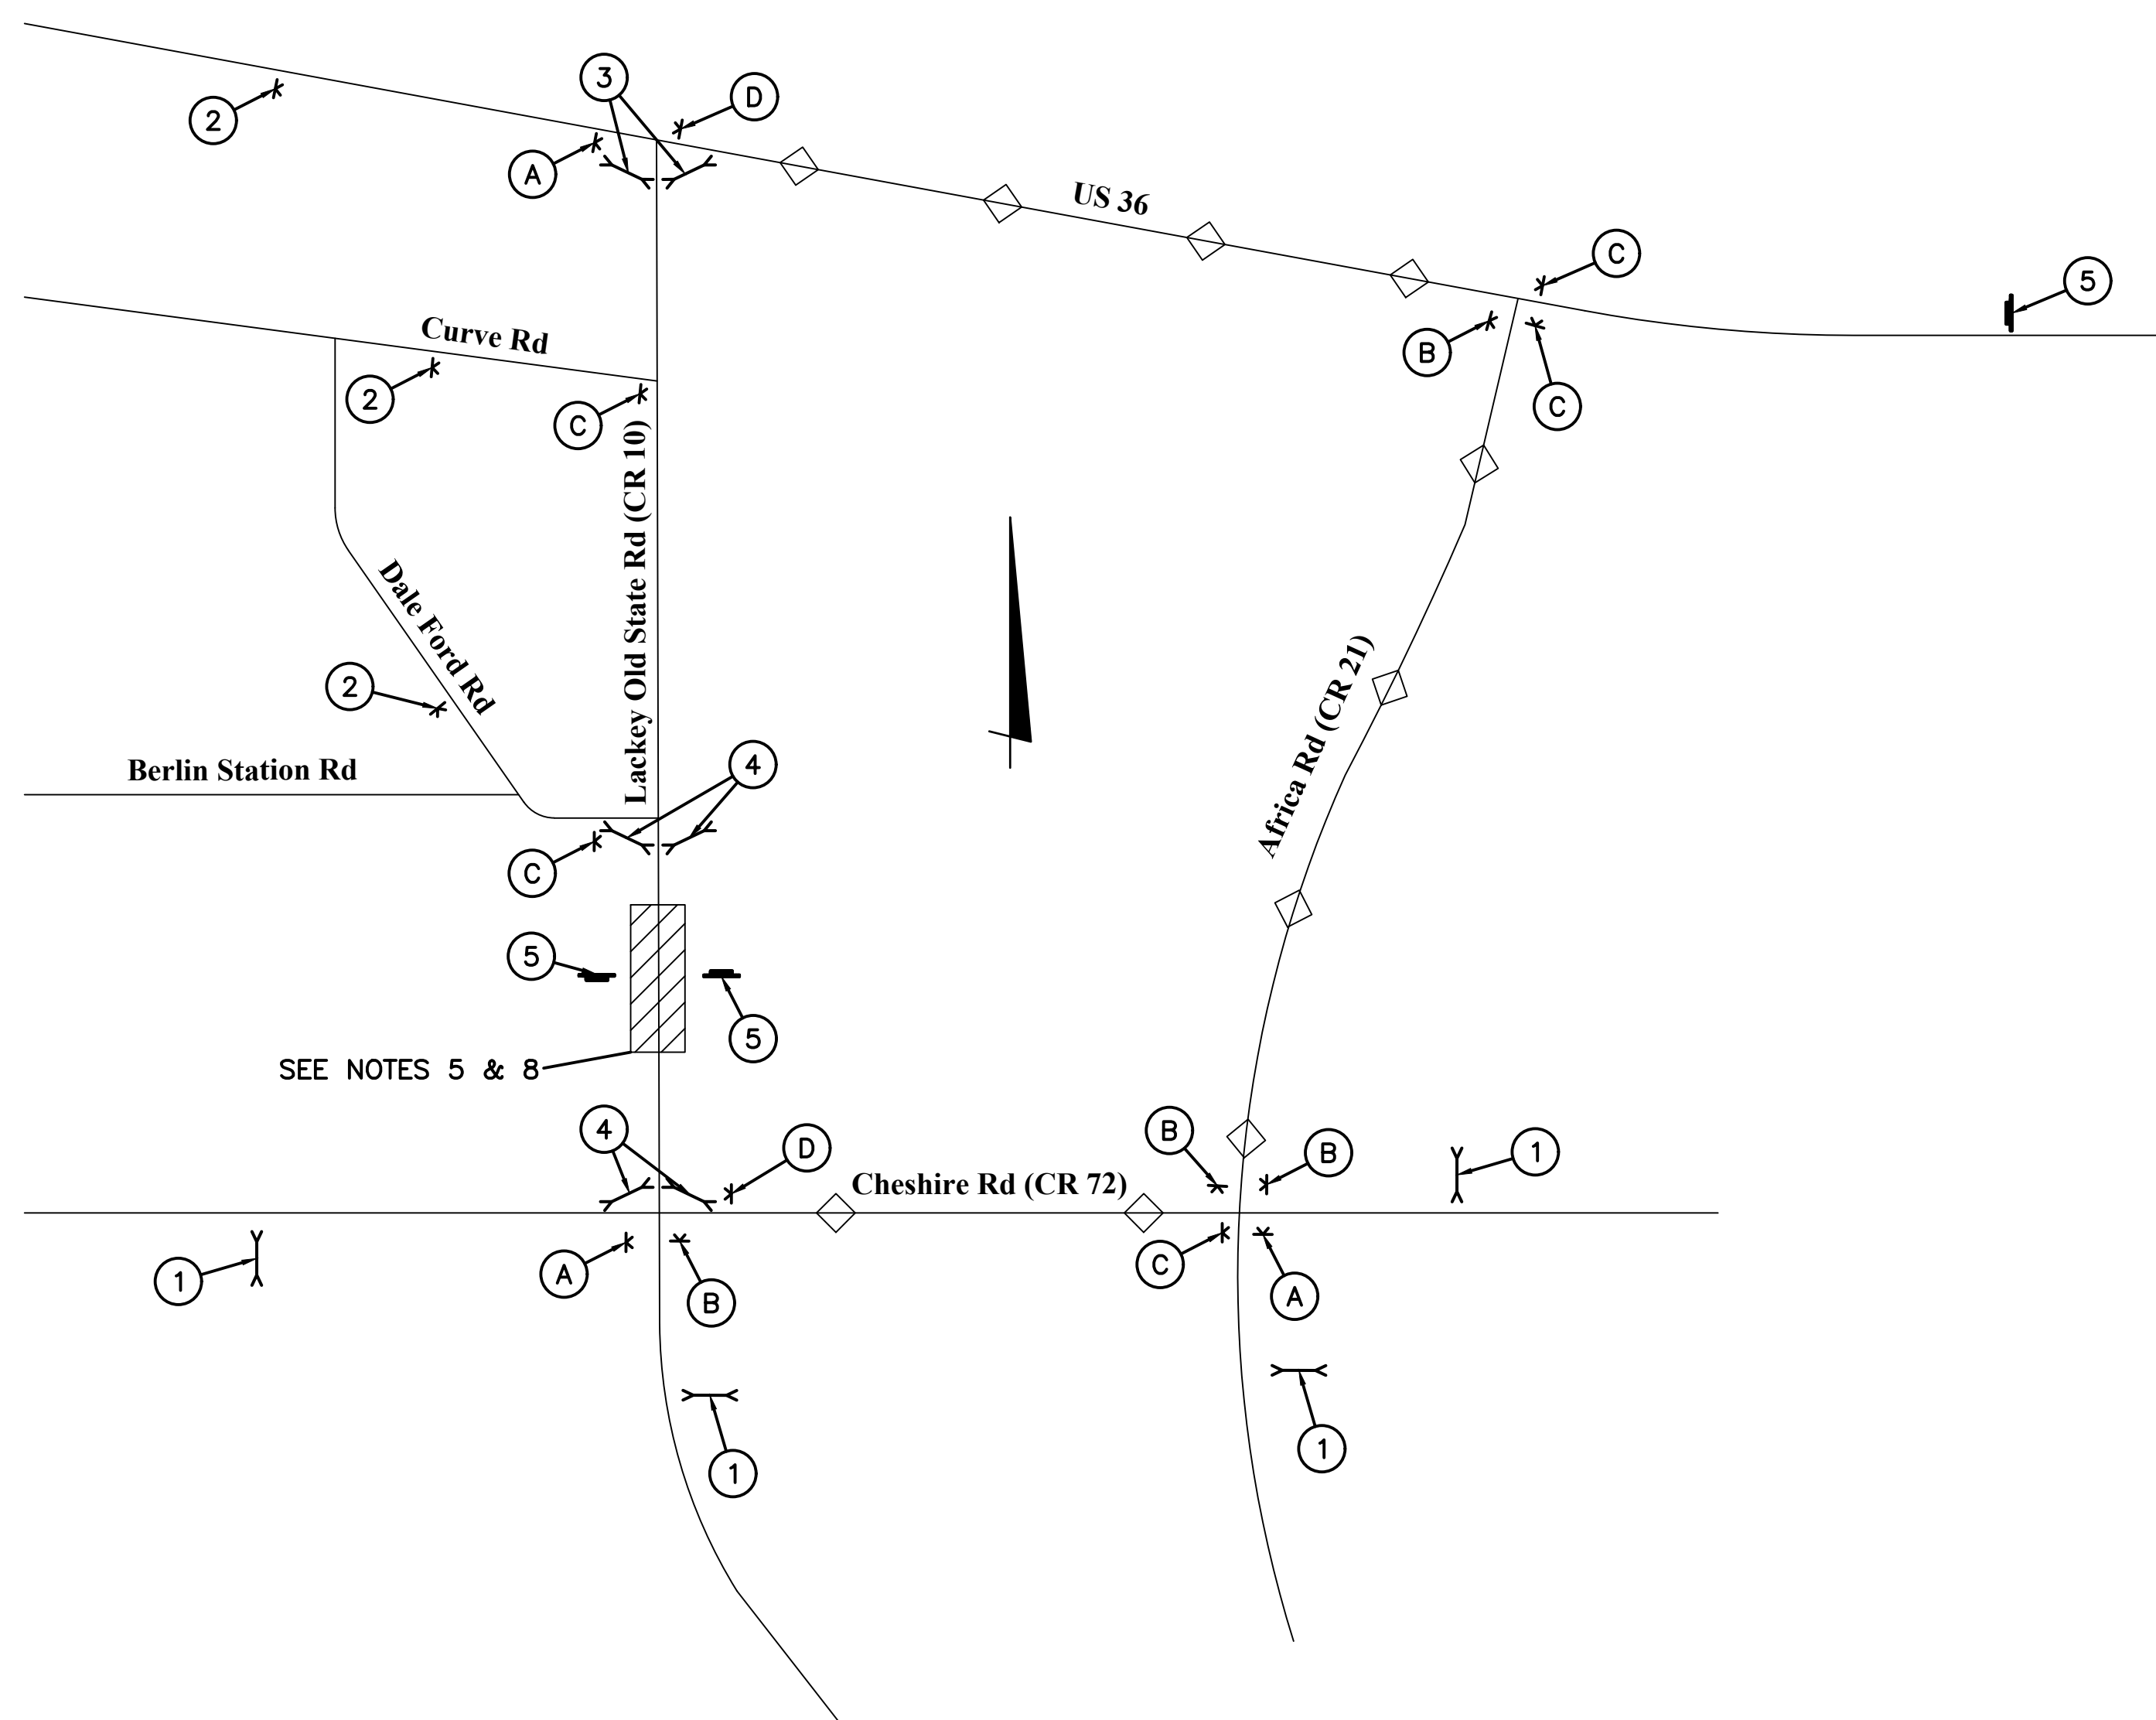 3
D
2
A
US 36
C
5
Curve Rd
B
2
C
C
Lackey Old State Rd (CR 10)
Dale Ford Rd
Africa Rd (CR 21)
2
Berlin Station Rd
4
C
5
5
SEE NOTES 5 & 8
4
D
B
B
1
Cheshire Rd (CR 72)
1
A
B
C
A
1
1